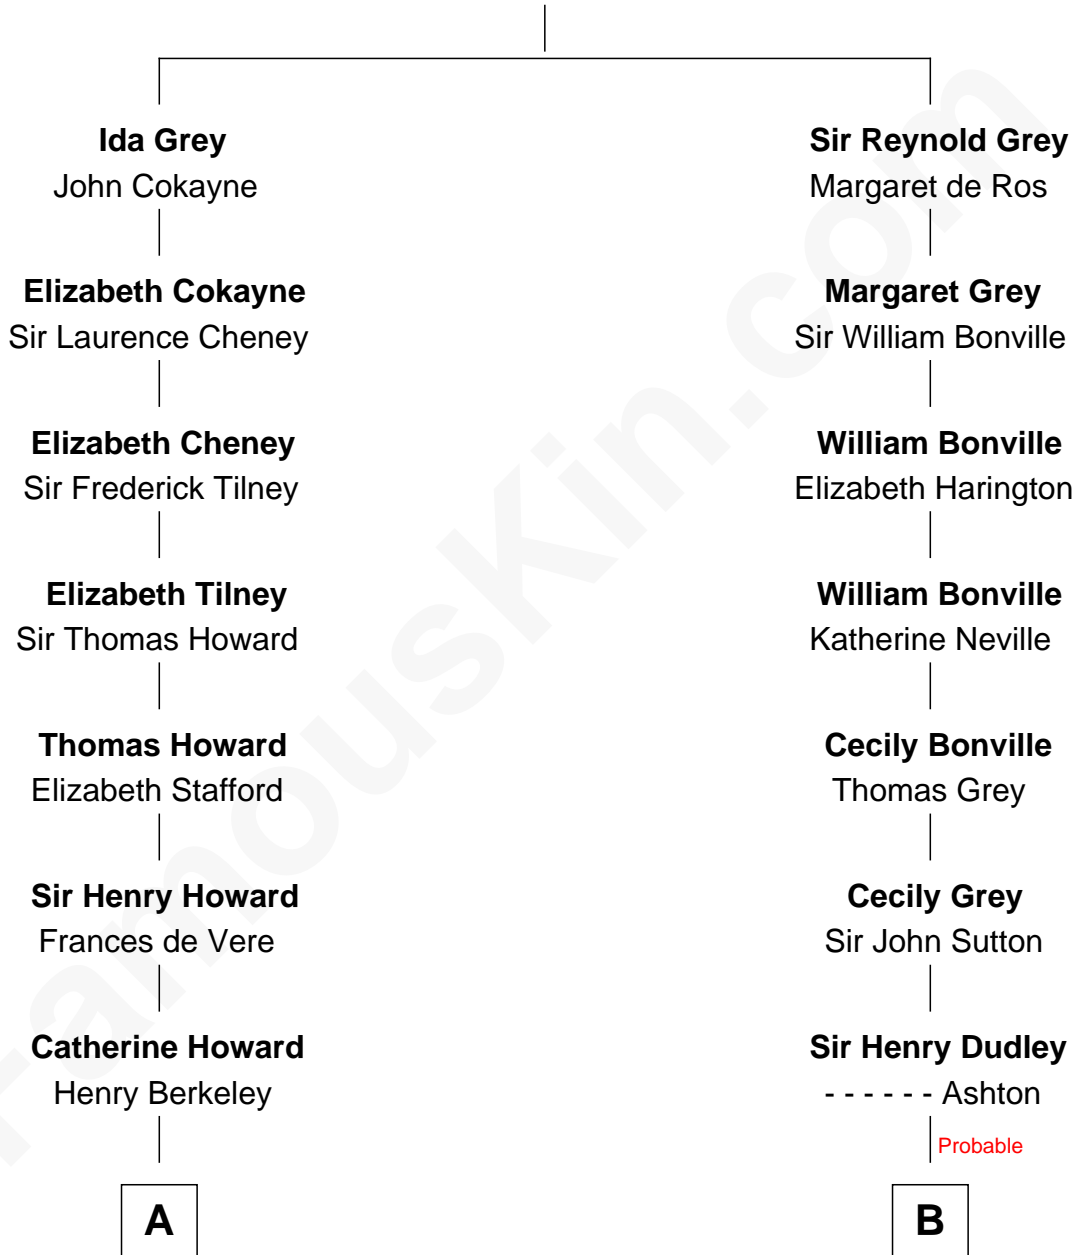 Ida Grey
John Cokayne
Elizabeth Cokayne
Sir Laurence Cheney
Elizabeth Cheney
Sir Frederick Tilney
Elizabeth Tilney
Sir Thomas Howard
Thomas Howard
Elizabeth Stafford
Sir Henry Howard
Frances de Vere
Catherine Howard
Henry Berkeley
A
Sir Reynold Grey
Margaret de Ros
Margaret Grey
Sir William Bonville
William Bonville
Elizabeth Harington
William Bonville
Katherine Neville
Cecily Bonville
Thomas Grey
Cecily Grey
Sir John Sutton
Sir Henry Dudley
- - - - - - Ashton
Probable
B
FamousKin.com